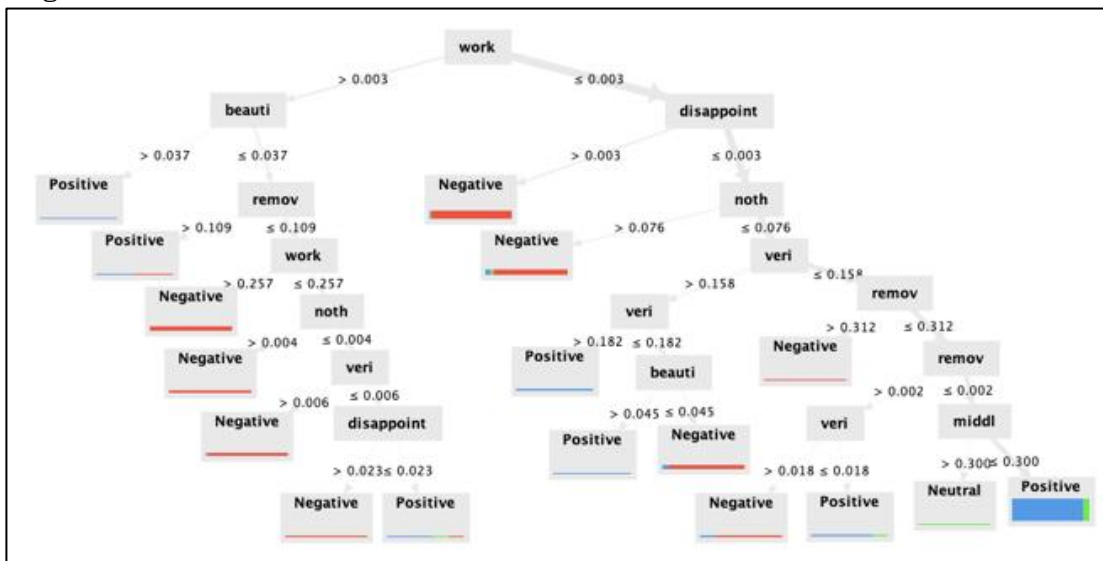 work
> 0.003 ≤ 0.003
beauti disappoint
> 0.037 ≤ 0.037 > 0.003 ≤ 0.003
Positive remov Negative noth
> 0.109 ≤ 0.109 > 0.076 ≤ 0.076
Positive work Negative veri
> 0.257 ≤ 0.257 > 0.158 ≤ 0.158
Negative noth veri remov
> 0.004 ≤ 0.004 > 0.182 ≤ 0.182 > 0.312 ≤ 0.312
Negative veri Positive beauti Negative remov
> 0.006 ≤ 0.006 > 0.045 ≤ 0.045 > 0.002 ≤ 0.002
Negative disappoint Positive Negative veri middl
> 0.023 ≤ 0.023 > 0.018 ≤ 0.018 > 0.300 ≤ 0.300
Negative Positive Negative Positive Neutral Positive